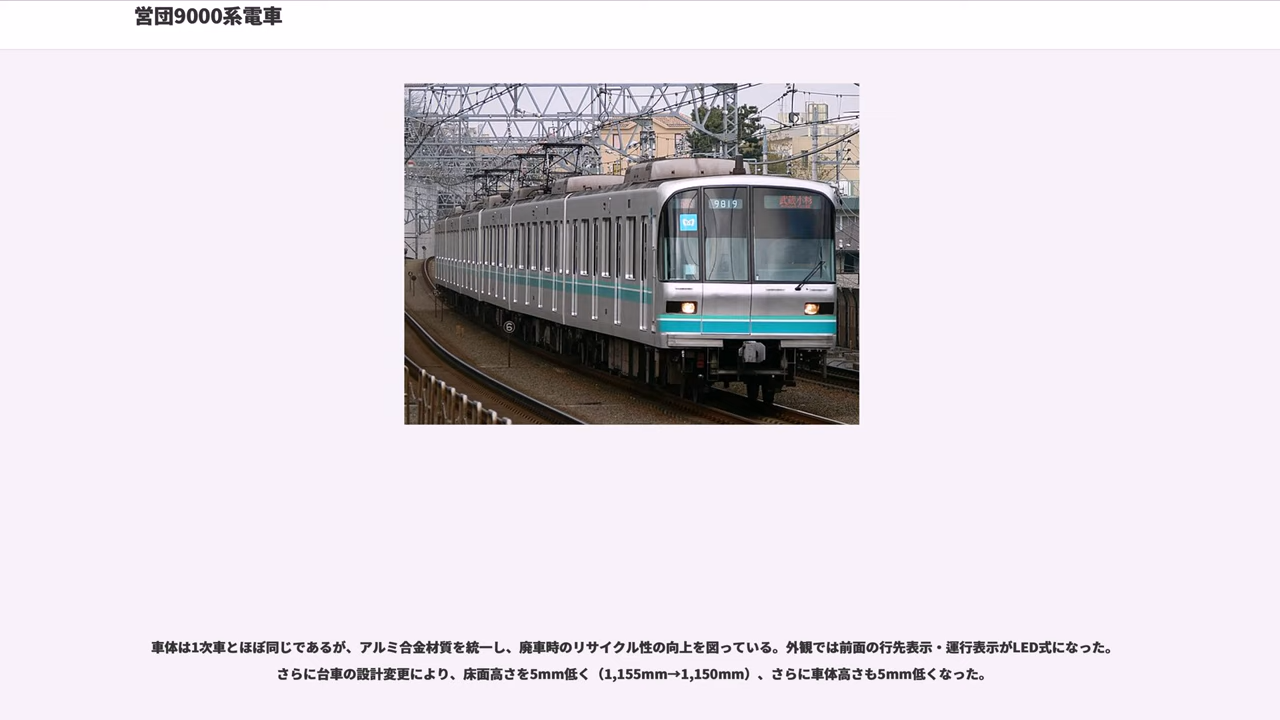 営団9000系電車
9819
武蔵小杉
6
車体は1次車とほぼ同じであるが、アルミ合金材質を統一し、廃車時のリサイクル性の向上を図っている。外観では前面の行先表示・運行表示がLED式になった。
さらに台車の設計変更により、床面高さを5mm低く（1,155mm→1,150mm）、さらに車体高さも5mm低くなった。